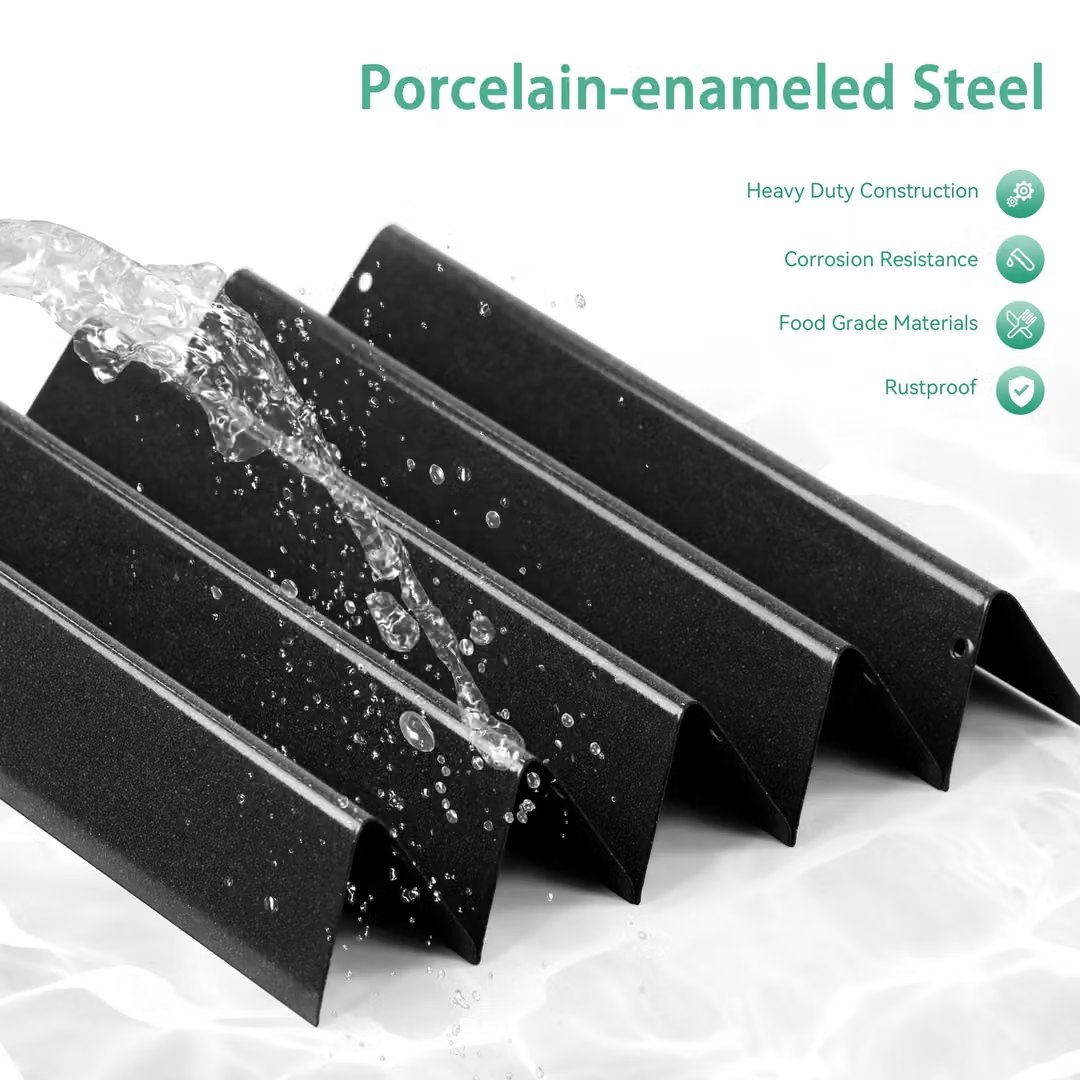 Porcelain-enameled Steel
Heavy Duty Construction
Corrosion Resistance
Food Grade Materials
Rustproof